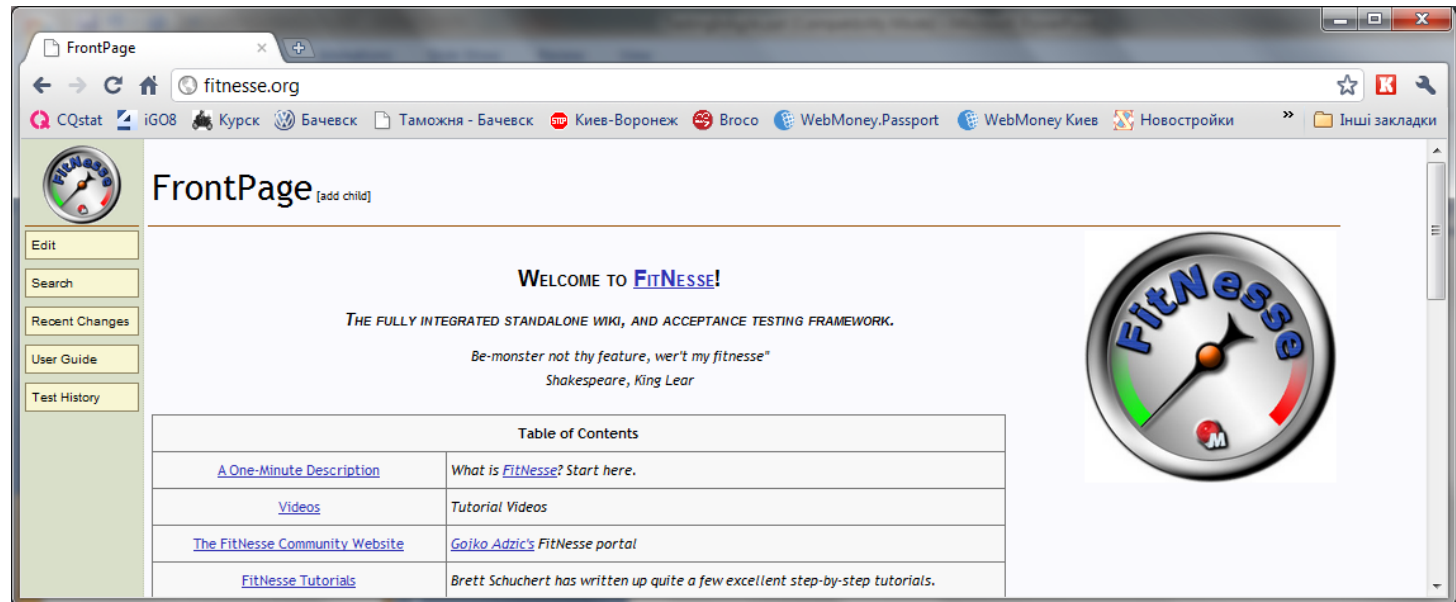 FrontPage
fitnesse.org
CQstat iGO8 Курск Бачевск Таможня - Бачевск STOP Киев-Воронеж Broco WebMoney.Passport WebMoney Киев Новостройки » Інші закладки
FitNesse
FrontPage [add child]
Edit
Search
Recent Changes
User Guide
Test History
WELCOME TO FITNESSE!
THE FULLY INTEGRATED STANDALONE WIKI, AND ACCEPTANCE TESTING FRAMEWORK.
Be-monster not thy feature, wer't my fitnesse"
Shakespeare, King Lear
FitNesse
M
Table of Contents
A One-Minute Description What is FitNesse? Start here.
Videos Tutorial Videos
The FitNesse Community Website Gojko Adzic's FitNesse portal
FitNesse Tutorials Brett Schuchert has written up quite a few excellent step-by-step tutorials.